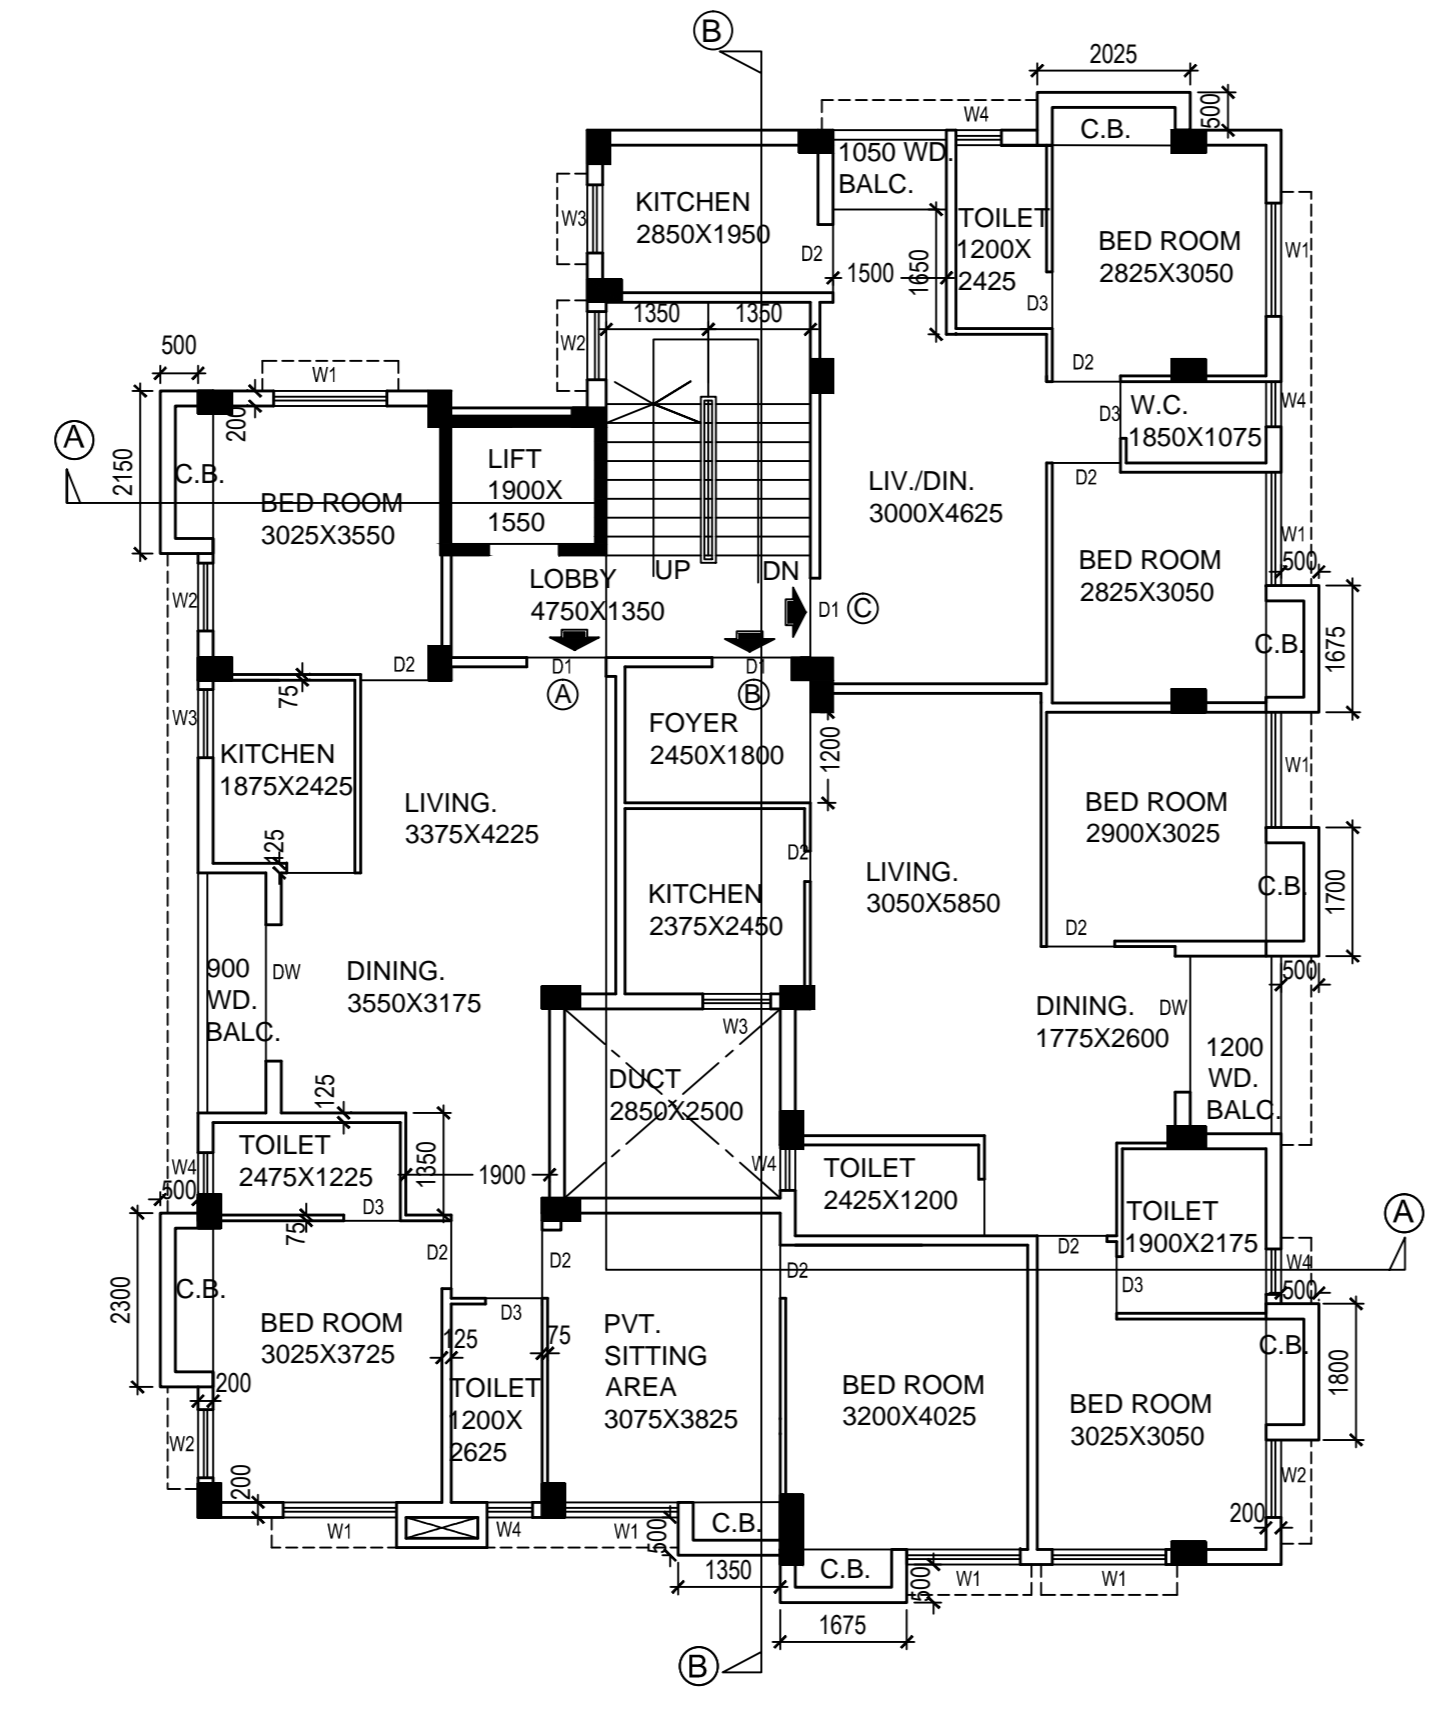 B
2025
500
W4
C.B.
1050 WD.
BALC.
KITCHEN
2850X1950
W3
D2
TOILET
1200X
2425
BED ROOM
2825X3050
W1
1500
1650
D3
1350
1350
W2
500
W1
D2
200
A
2150
C.B.
BED ROOM
3025X3550
LIFT
1900X
1550
D3
W.C.
1850X1075
W4
LIV./DIN.
3000X4625
D2
W1
500
BED ROOM
2825X3050
LOBBY
4750X1350
UP
DN
D1
C
W2
C.B.
1675
D2
D1
A
D1
B
75
W3
KITCHEN
1875X2425
FOYER
2450X1800
1200
W1
LIVING.
3375X4225
BED ROOM
2900X3025
125
D2
KITCHEN
2375X2450
LIVING.
3050X5850
C.B.
1700
D2
900
WD.
BALC.
DW
DINING.
3550X3175
500
W3
DINING.
1775X2600
DW
1200
WD.
BALC.
DUCT
2850X2500
125
TOILET
2475X1225
W4
500
1350
1900
W4
TOILET
2425X1200
D3
75
D2
D2
D2
D2
TOILET
1900X2175
A
W4
500
D3
2300
C.B.
BED ROOM
3025X3725
D3
125
75
PVT.
SITTING
AREA
3075X3825
C.B.
1800
200
TOILET
1200X
2625
BED ROOM
3200X4025
BED ROOM
3025X3050
W2
200
W2
200
W1
W4
W1
500
C.B.
1350
C.B.
500
W1
W1
1675
B